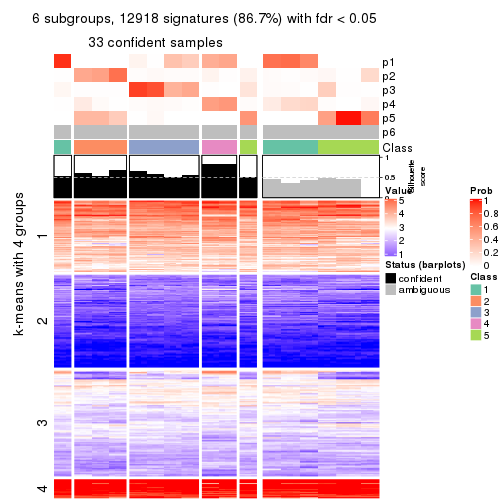 6 subgroups, 12918 signatures (86.7%) with fdr < 0.05
33 confident samples
p1
p2
p3
p4
p5
p6
Class
1
0.5
0
Silhouette
score
k-means with 4 groups
1
2
3
4
Value
5
4
3
2
1
Status (barplots)
confident
ambiguous
Prob
1
0.8
0.6
0.4
0.2
0
Class
1
2
3
4
5